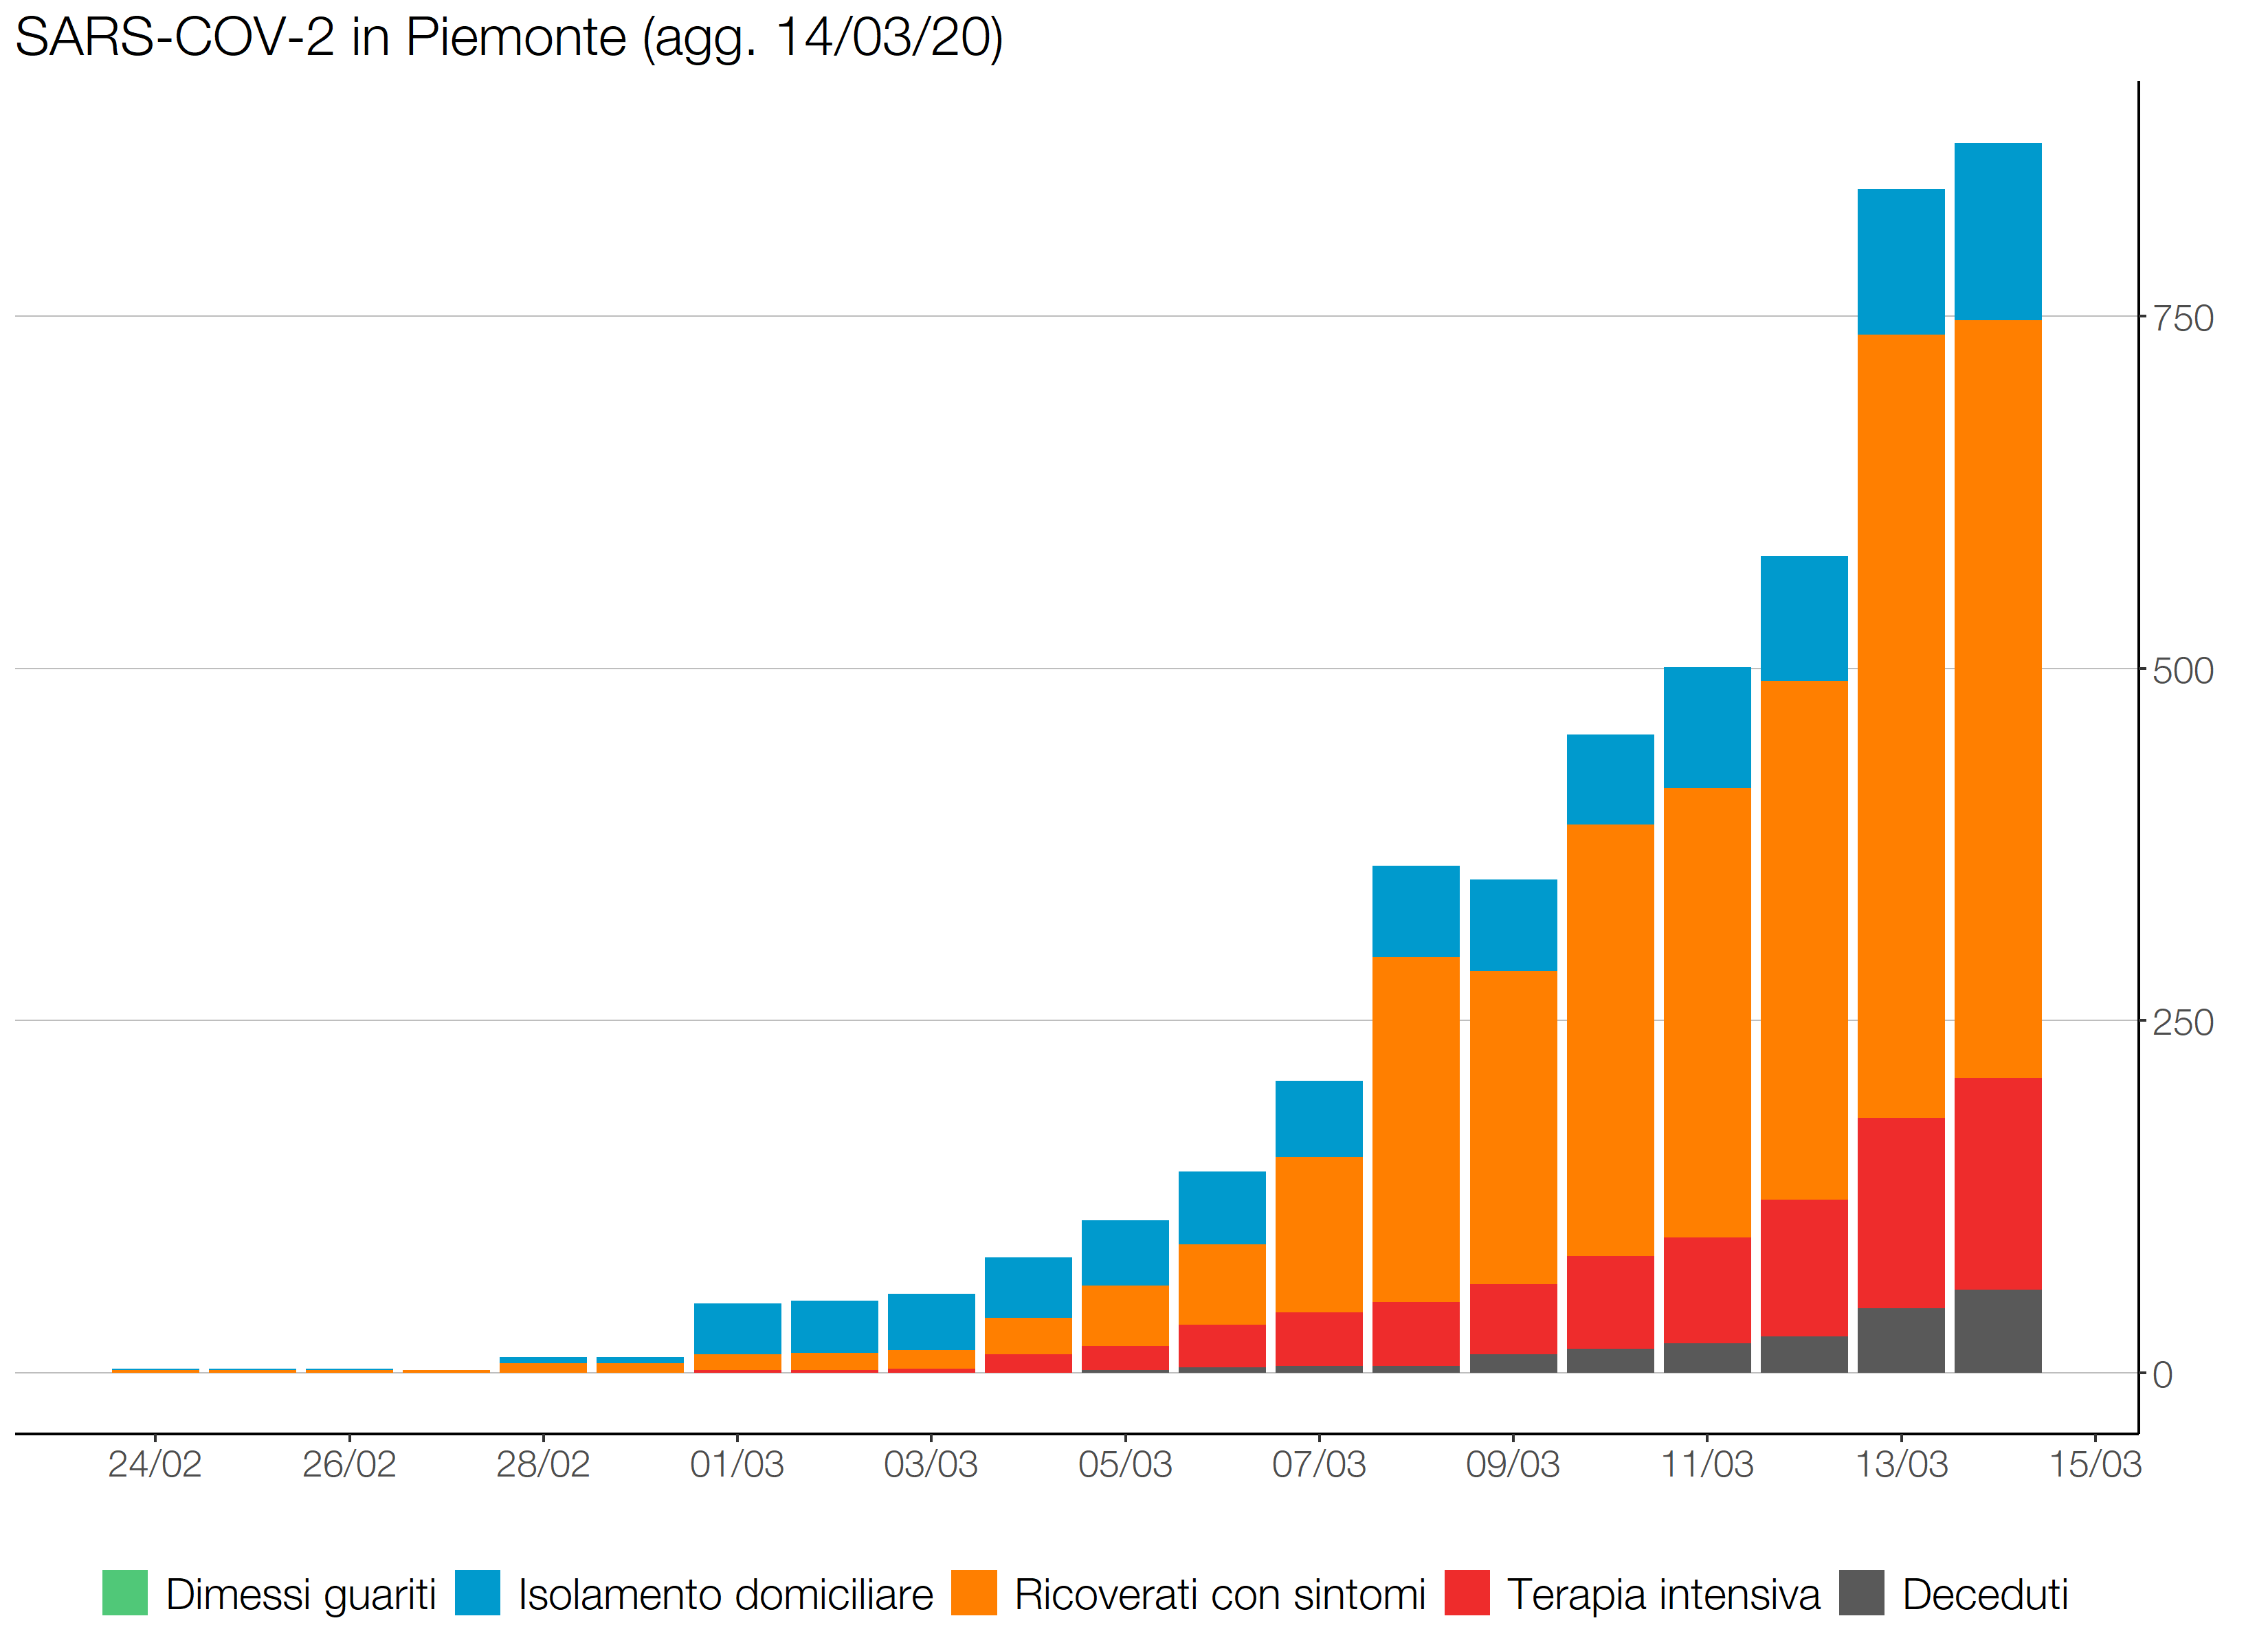 SARS-COV-2 in Piemonte (agg. 14/03/20)
750
500
250
0
24/02 26/02 28/02 01/03 03/03 05/03 07/03 09/03 11/03 13/03 15/03
Dimessi guariti Isolamento domiciliare Ricoverati con sintomi Terapia intensiva Deceduti